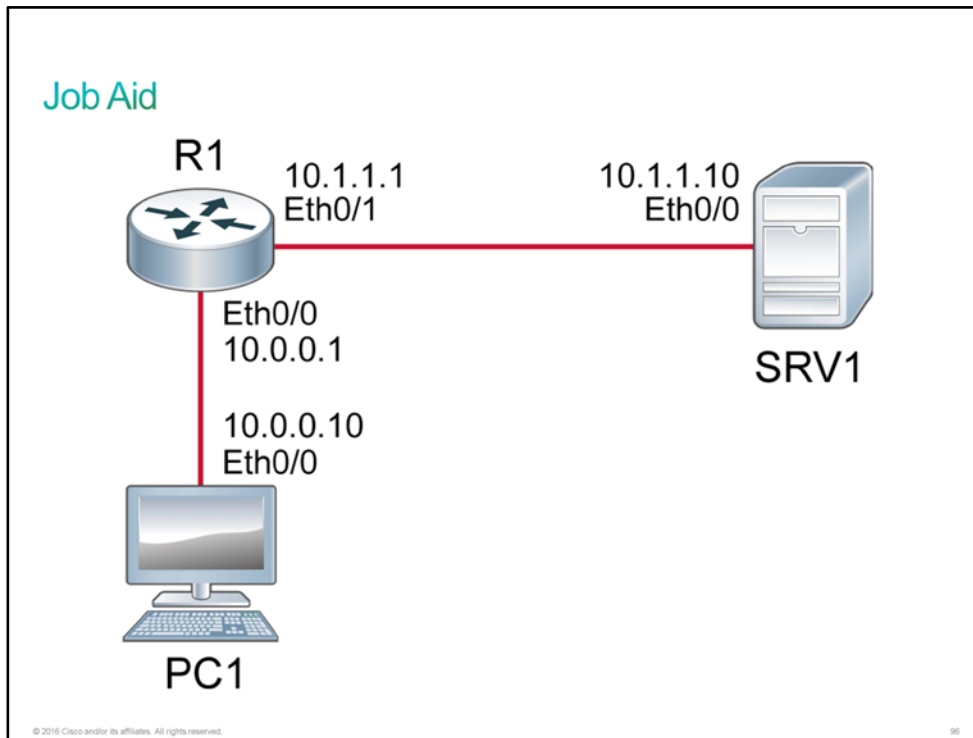 Job Aid
R1
10.1.1.1
Eth0/1
10.1.1.10
Eth0/0
SRV1
Eth0/0
10.0.0.1
10.0.0.10
Eth0/0
PC1
© 2016 Cisco and/or its affiliates. All rights reserved.
96